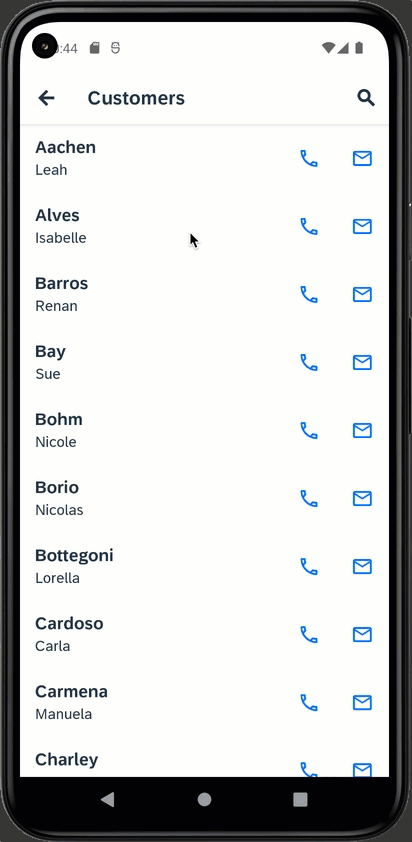 :44
Customers
Aachen
Leah
Alves
Isabelle
Barros
Renan
Bay
Sue
Bohm
Nicole
Borio
Nicolas
Bottegoni
Lorella
Cardoso
Carla
Carmena
Manuela
Charley